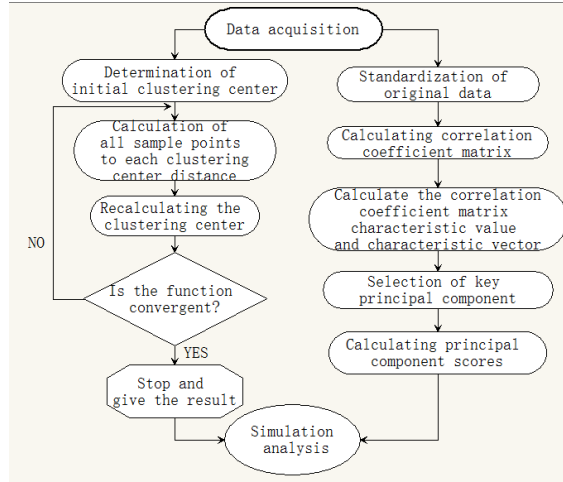 Data acquisition
Determination of
initial clustering center
Calculation of
all sample points
to each clustering
center distance
Recalculating the
clustering center
NO
Is the function
convergent?
YES
Stop and
give the result
Standardization of
original data
Calculating correlation
coefficient matrix
Calculate the correlation
coefficient matrix
characteristic value
and characteristic vector
Selection of key
principal component
Calculating principal
component scores
Simulation
analysis